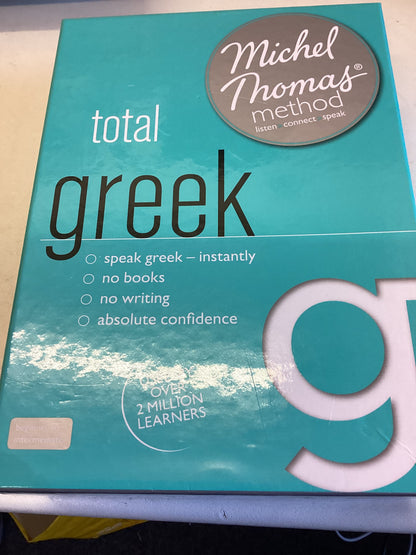 Michel
Thomas®
method
listen connect speak
total
greek
speak greek – instantly
no books
no writing
absolute confidence
OVER
2 MILLION
LEARNERS
g
intermediate